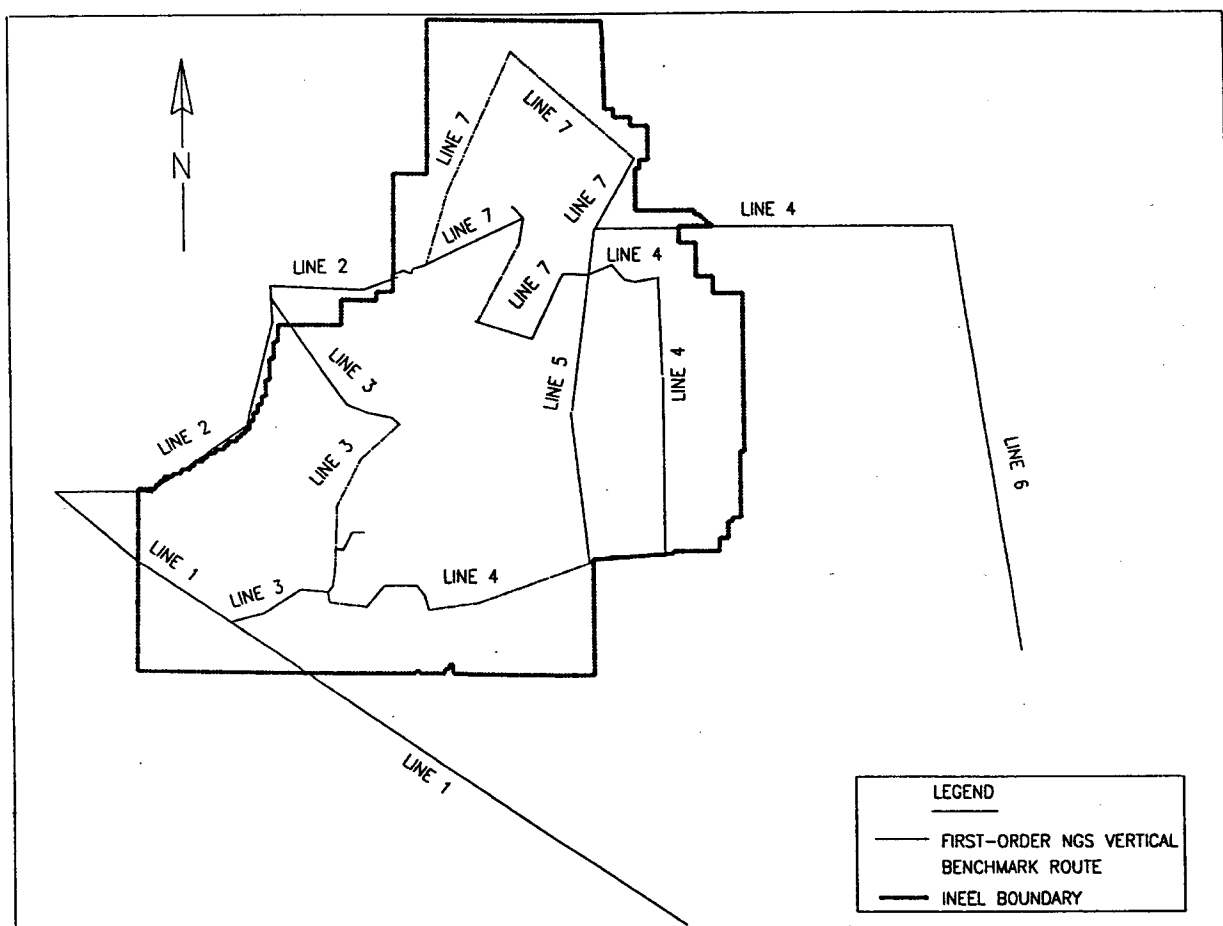 LINE 7
LINE 7
N
LINE 7
LINE 4
LINE 7
LINE 2
LINE 4
LINE 7
LINE 3
LINE 5
LINE 4
LINE 2
LINE 3
LINE 6
LINE 1
LINE 4
LINE 3
LINE 1
LEGEND
FIRST-ORDER NGS VERTICAL
BENCHMARK ROUTE
INEEL BOUNDARY